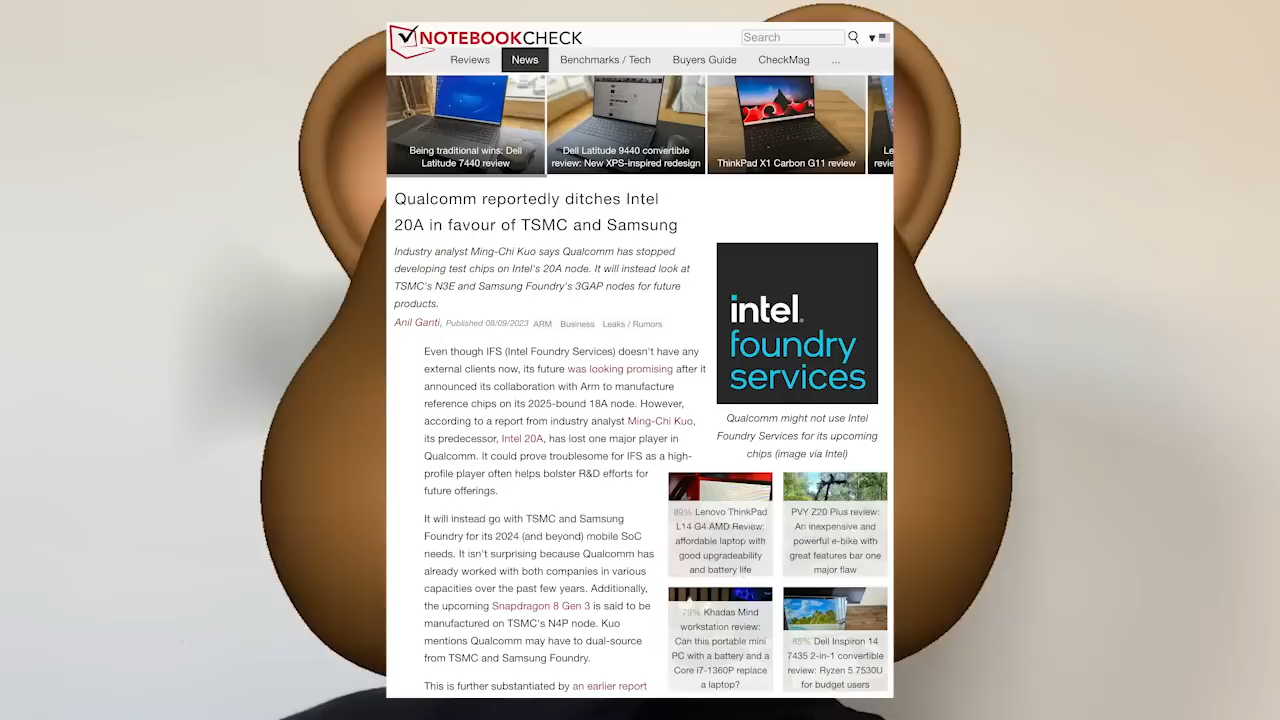 NOTEBOOKCHECK
Search
▼
Reviews
News
Benchmarks / Tech
Buyers Guide
CheckMag
...
Being traditional wins: Dell
Latitude 7440 review
Dell Latitude 9440 convertible
review: New XPS-inspired redesign
ThinkPad X1 Carbon G11 review
Le
revie
Qualcomm reportedly ditches Intel
20A in favour of TSMC and Samsung
Industry analyst Ming-Chi Kuo says Qualcomm has stopped
developing test chips on Intel's 20A node. It will instead look at
TSMC's N3E and Samsung Foundry's 3GAP nodes for future
products.
Anil Ganti, Published 08/09/2023 ARM Business Leaks / Rumors
intel.
foundry
services
Qualcomm might not use Intel
Foundry Services for its upcoming
chips (image via Intel)
Even though IFS (Intel Foundry Services) doesn't have any
external clients now, its future was looking promising after it
announced its collaboration with Arm to manufacture
reference chips on its 2025-bound 18A node. However,
according to a report from industry analyst Ming-Chi Kuo,
its predecessor, Intel 20A, has lost one major player in
Qualcomm. It could prove troublesome for IFS as a high-
profile player often helps bolster R&D efforts for
future offerings.
It will instead go with TSMC and Samsung
Foundry for its 2024 (and beyond) mobile SoC
needs. It isn't surprising because Qualcomm has
already worked with both companies in various
capacities over the past few years. Additionally,
the upcoming Snapdragon 8 Gen 3 is said to be
manufactured on TSMC's N4P node. Kuo
mentions Qualcomm may have to dual-source
from TSMC and Samsung Foundry.
This is further substantiated by an earlier report
89% Lenovo ThinkPad
L14 G4 AMD Review:
affordable laptop with
good upgradeability
and battery life
PVY Z20 Plus review:
An inexpensive and
powerful e-bike with
great features bar one
major flaw
79% Khadas Mind
workstation review:
Can this portable mini
PC with a battery and a
Core i7-1360P replace
a laptop?
85% Dell Inspiron 14
7435 2-in-1 convertible
review: Ryzen 5 7530U
for budget users